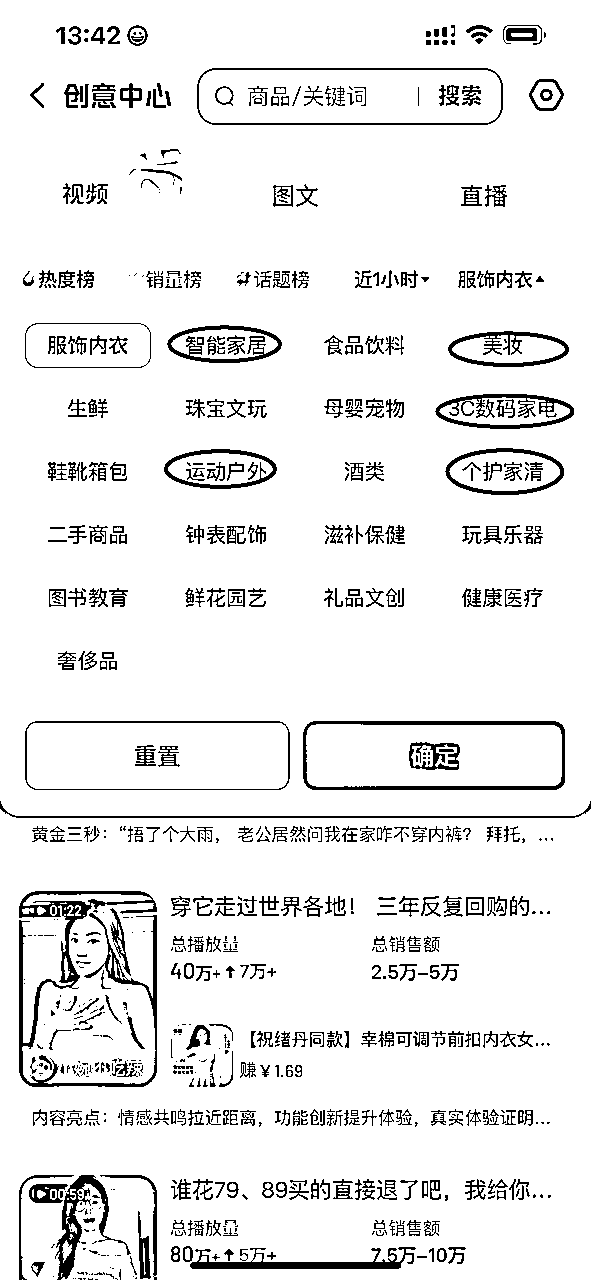 13:42
创意中心 商品/关键词 搜索
视频 图文 直播
热度榜 销量榜 话题榜 近1小时 服饰内衣
服饰内衣 智能家居 食品饮料 美妆
生鲜 珠宝文玩 母婴宠物 3C数码家电
鞋靴箱包 运动户外 酒类 个护家清
二手商品 钟表配饰 滋补保健 玩具乐器
图书教育 鲜花园艺 礼品文创 健康医疗
奢侈品
重置 确定
黄金三秒：“捂了个大雨， 老公居然问我在家咋不穿内裤？ 拜托，...
01:22
穿它走过世界各地！ 三年反复回购的...
总播放量 总销售额
40万+↑7万+ 2.5万-5万
【祝绪丹同款】幸棉可调节前扣内衣女...
赚￥1.69
内容亮点：情感共鸣拉近距离，功能创新提升体验，真实体验证明...
00:59
谁花79、89买的直接退了吧，我给你...
总播放量 总销售额
80万+↑5万+ 7.5万-10万